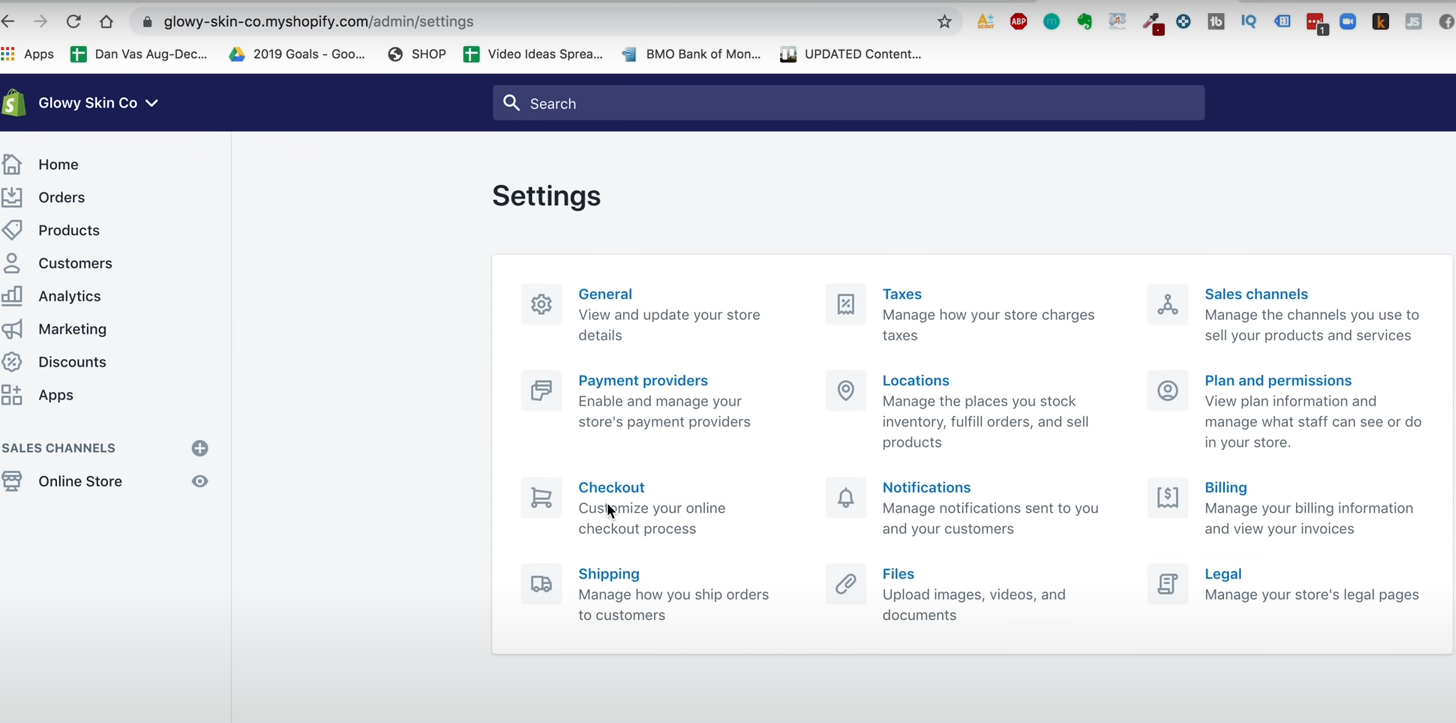 glowy-skin-co.myshopify.com/admin/settings
A+
SCOUT
ABP
m
tb
IQ
1
k
JS
Apps
Dan Vas Aug-Dec...
2019 Goals - Goo...
SHOP
Video Ideas Sprea...
BMO Bank of Mon...
UPDATED Content...
Glowy Skin Co
Search
Home
Orders
Products
Customers
Analytics
Marketing
Discounts
Apps
SALES CHANNELS
Online Store
Settings
General
View and update your store
details
Taxes
Manage how your store charges
taxes
Sales channels
Manage the channels you use to
sell your products and services
Payment providers
Enable and manage your
store's payment providers
Locations
Manage the places you stock
inventory, fulfill orders, and sell
products
Plan and permissions
View plan information and
manage what staff can see or do
in your store.
Checkout
Customize your online
checkout process
Notifications
Manage notifications sent to you
and your customers
Billing
Manage your billing information
and view your invoices
Shipping
Manage how you ship orders
to customers
Files
Upload images, videos, and
documents
Legal
Manage your store's legal pages